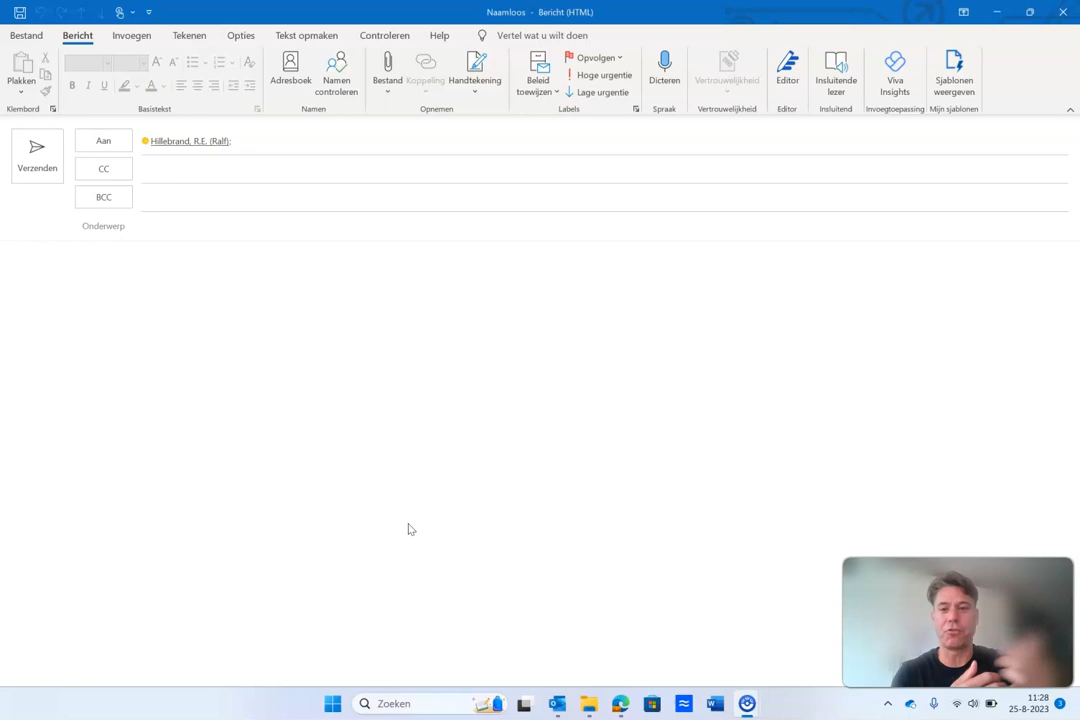 Naamloos - Bericht (HTML)
Bestand Bericht Invoegen Tekenen Opties Tekst opmaken Controleren Help Vertel wat u wilt doen
Plakken
Klembord
B I U A
Basistekst
Adresboek
Namen controleren
Namen
Bestand
Koppeling
Handtekening
Opnemen
Beleid toewijzen
Opvolgen
Hoge urgentie
Lage urgentie
Labels
Dicteren
Spraak
Vertrouwelijkheid
Vertrouwelijkheid
Editor
Editor
Insluitende lezer
Insluitend
Viva Insights
Invoegtoepassing
Sjablonen weergeven
Mijn sjablonen
Verzenden
Aan
Hillebrand, R.E. (Ralf);
CC
BCC
Onderwerp
Zoeken
11:28
25-8-2023
3